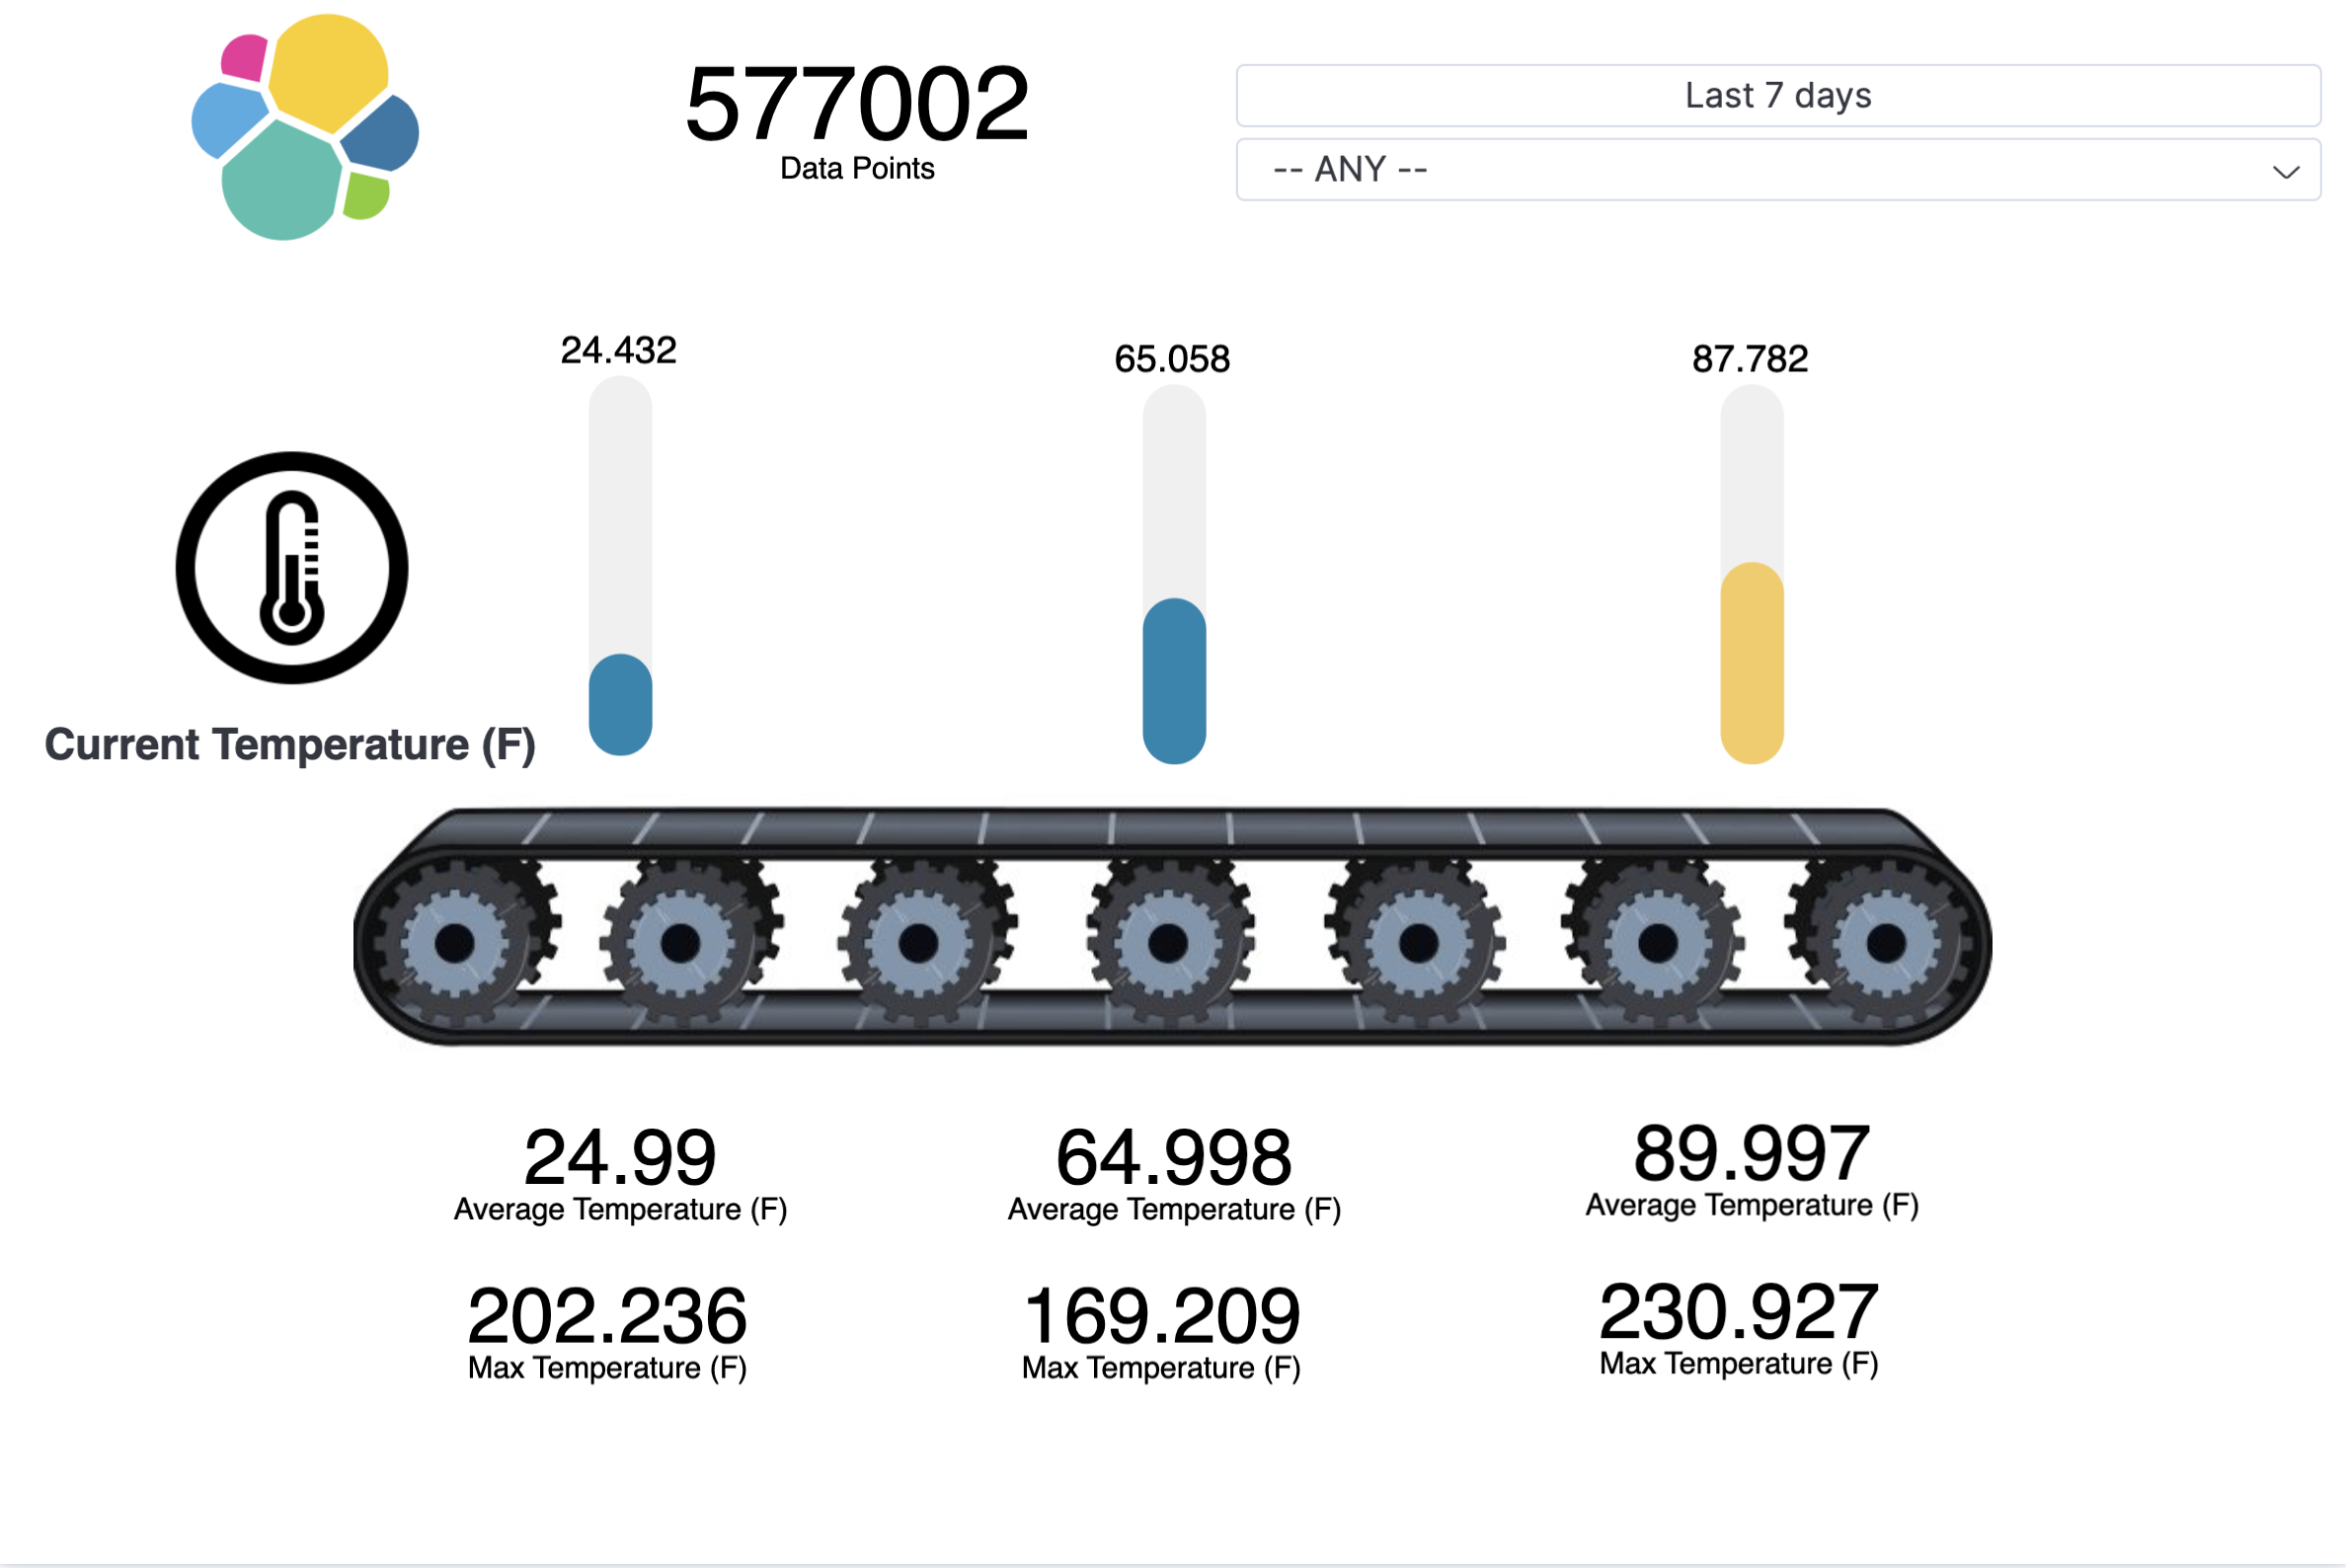 577002
Data Points
Last 7 days
-- ANY --
24.432
65.058
87.782
Current Temperature (F)
24.99
Average Temperature (F)
64.998
Average Temperature (F)
89.997
Average Temperature (F)
202.236
Max Temperature (F)
169.209
Max Temperature (F)
230.927
Max Temperature (F)